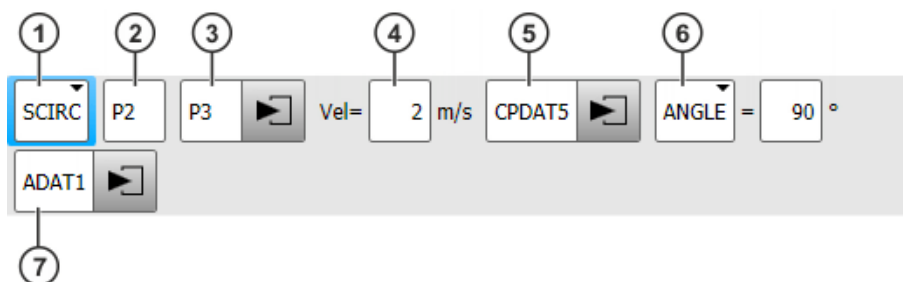 1 2 3 4 5 6
SCIRC P2 P3 Vel= 2 m/s CPDAT5 ANGLE = 90 °
ADAT1
7